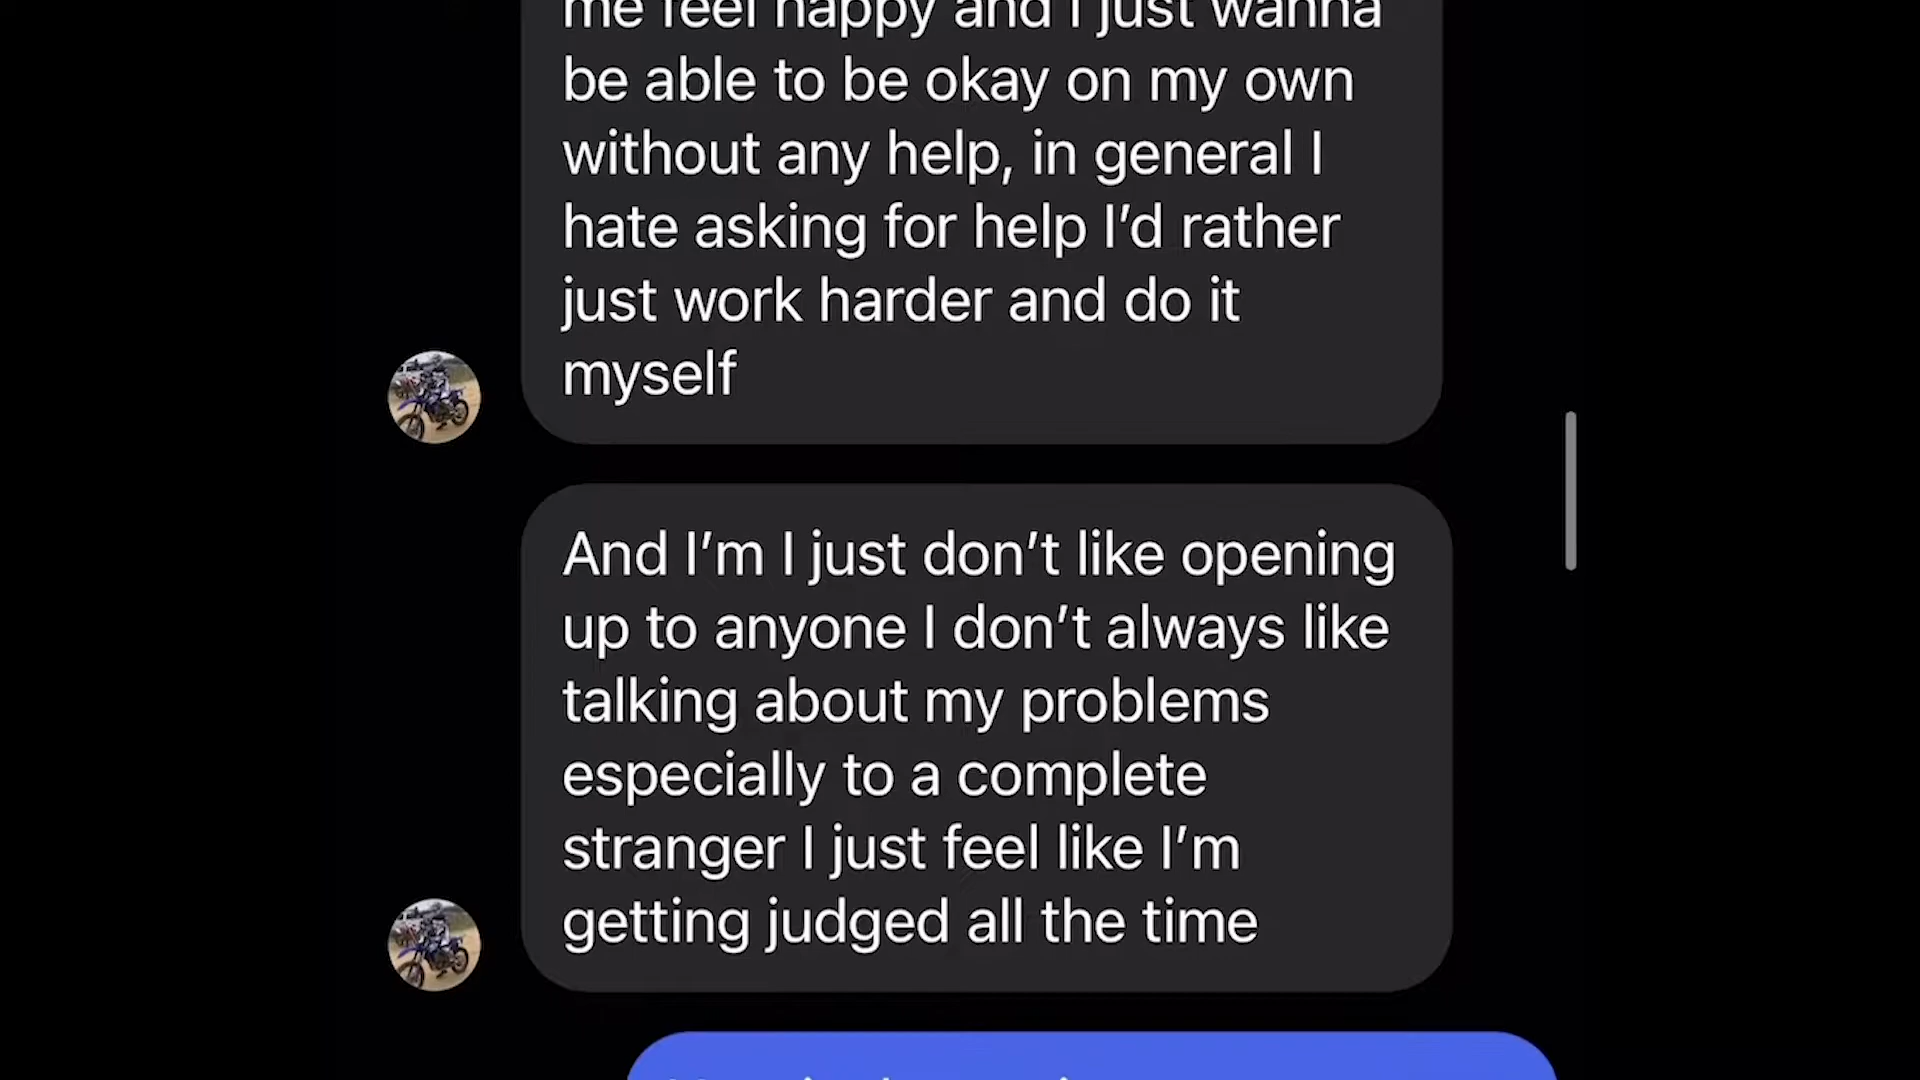 me feel happy and I just wanna
be able to be okay on my own
without any help, in general I
hate asking for help I’d rather
just work harder and do it
myself
And I’m I just don’t like opening
up to anyone I don’t always like
talking about my problems
especially to a complete
stranger I just feel like I’m
getting judged all the time